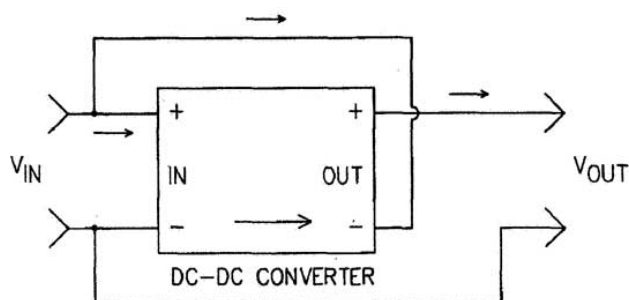 + +
V_IN IN OUT V_OUT
- -
DC-DC CONVERTER